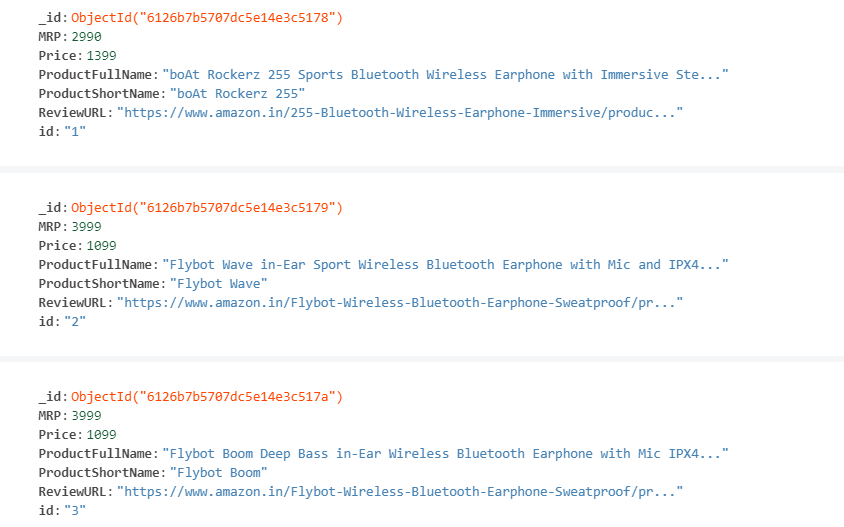 _id: ObjectId("6126b7b5707dc5e14e3c5178")
MRP: 2990
Price: 1399
ProductFullName: "boAt Rockerz 255 Sports Bluetooth Wireless Earphone with Immersive Ste..."
ProductShortName: "boAt Rockerz 255"
ReviewURL: "https://www.amazon.in/255-Bluetooth-Wireless-Earphone-Immersive/produc..."
id: "1"
_id: ObjectId("6126b7b5707dc5e14e3c5179")
MRP: 3999
Price: 1099
ProductFullName: "Flybot Wave in-Ear Sport Wireless Bluetooth Earphone with Mic and IPX4..."
ProductShortName: "Flybot Wave"
ReviewURL: "https://www.amazon.in/Flybot-Wireless-Bluetooth-Earphone-Sweatproof/pr..."
id: "2"
_id: ObjectId("6126b7b5707dc5e14e3c517a")
MRP: 3999
Price: 1099
ProductFullName: "Flybot Boom Deep Bass in-Ear Wireless Bluetooth Earphone with Mic IPX4..."
ProductShortName: "Flybot Boom"
ReviewURL: "https://www.amazon.in/Flybot-Wireless-Bluetooth-Earphone-Sweatproof/pr..."
id: "3"